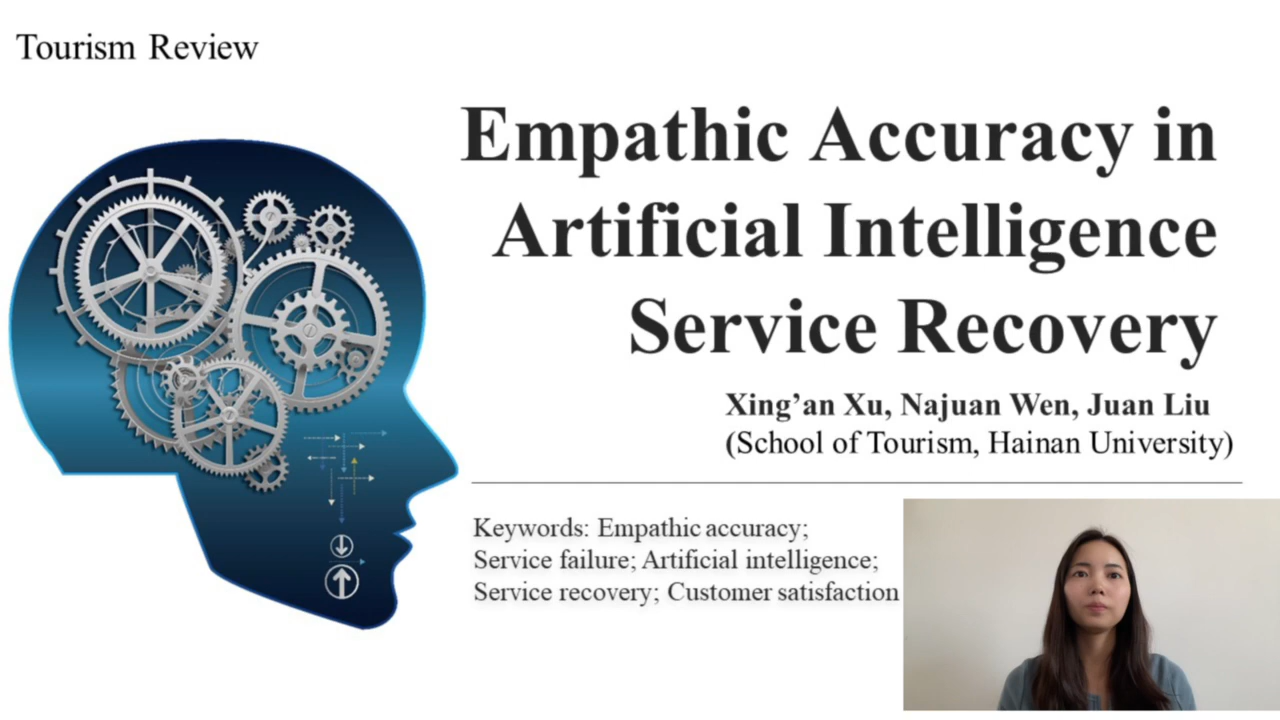 Tourism Review
Empathic Accuracy in
Artificial Intelligence
Service Recovery
Xing’an Xu, Najuan Wen, Juan Liu
(School of Tourism, Hainan University)
Keywords: Empathic accuracy;
Service failure; Artificial intelligence;
Service recovery; Customer satisfaction